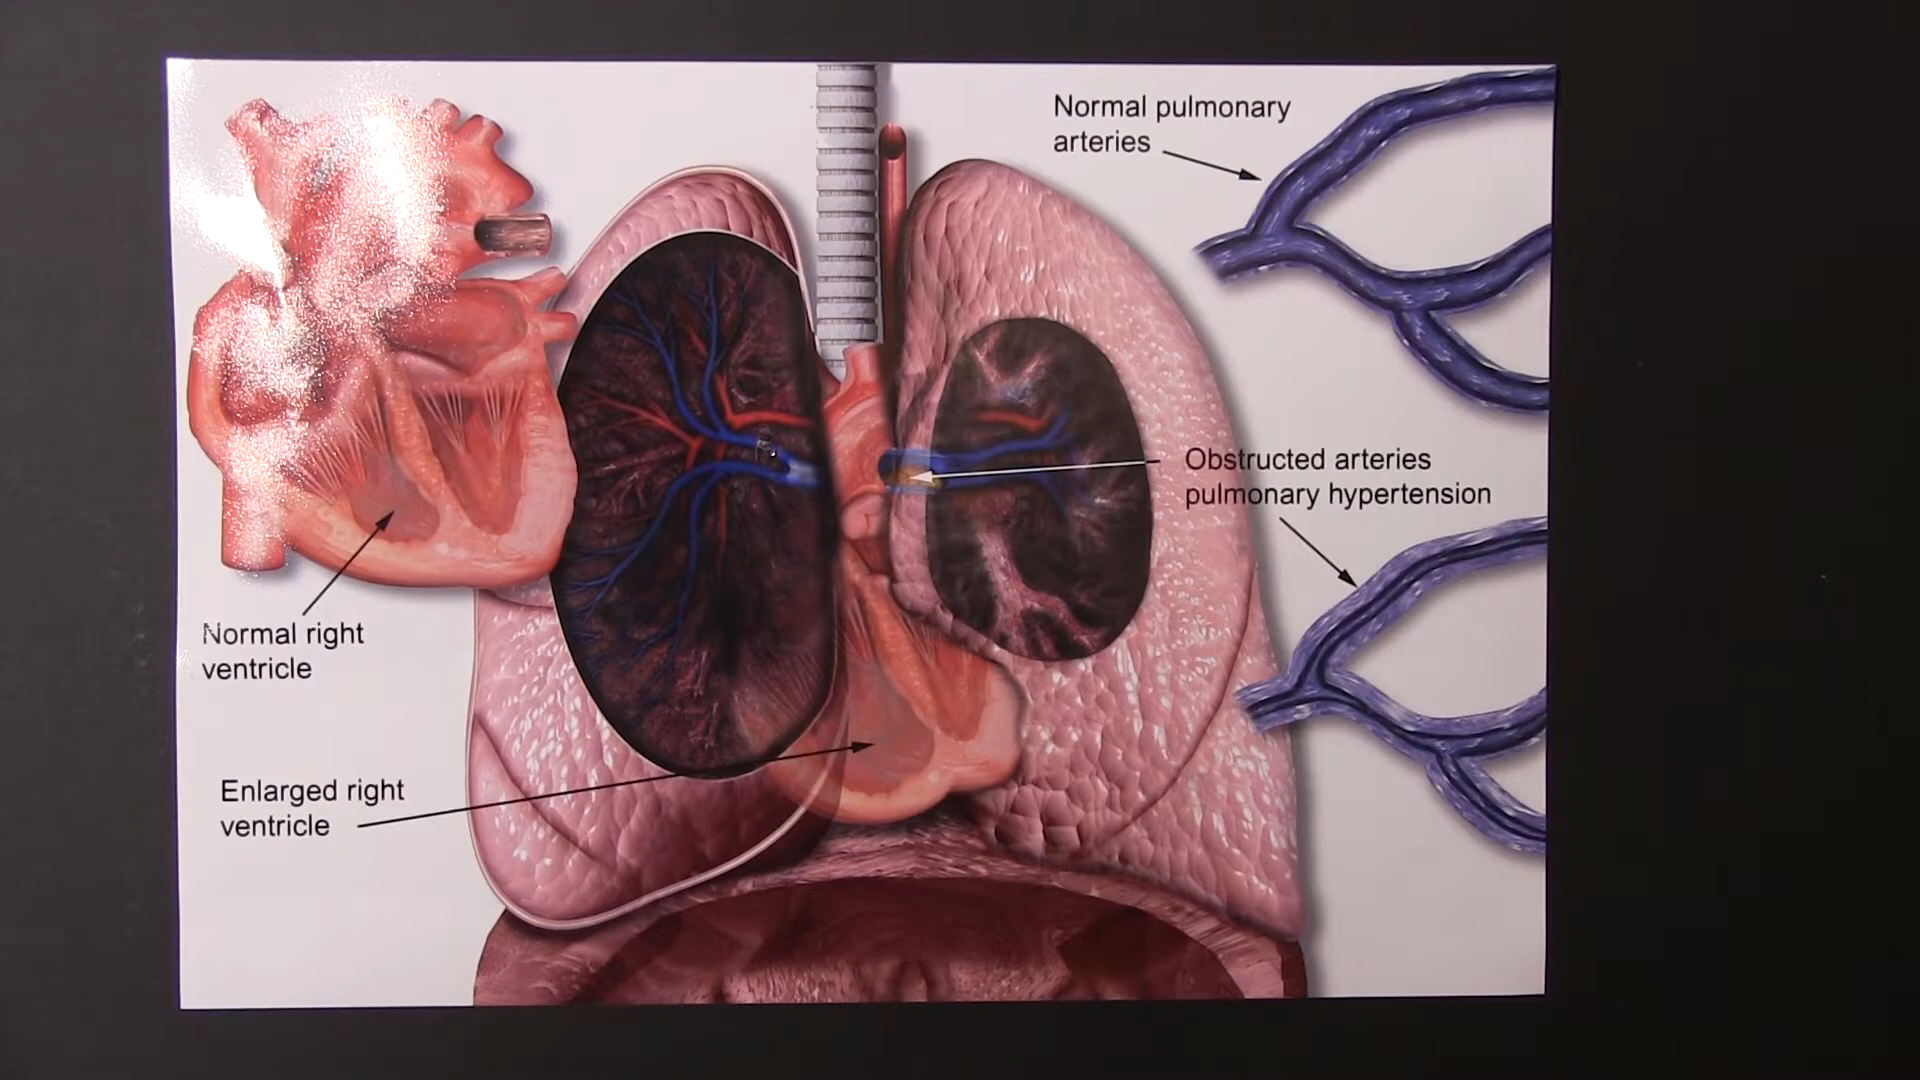 Normal pulmonary
arteries
Obstructed arteries
pulmonary hypertension
Normal right
ventricle
Enlarged right
ventricle